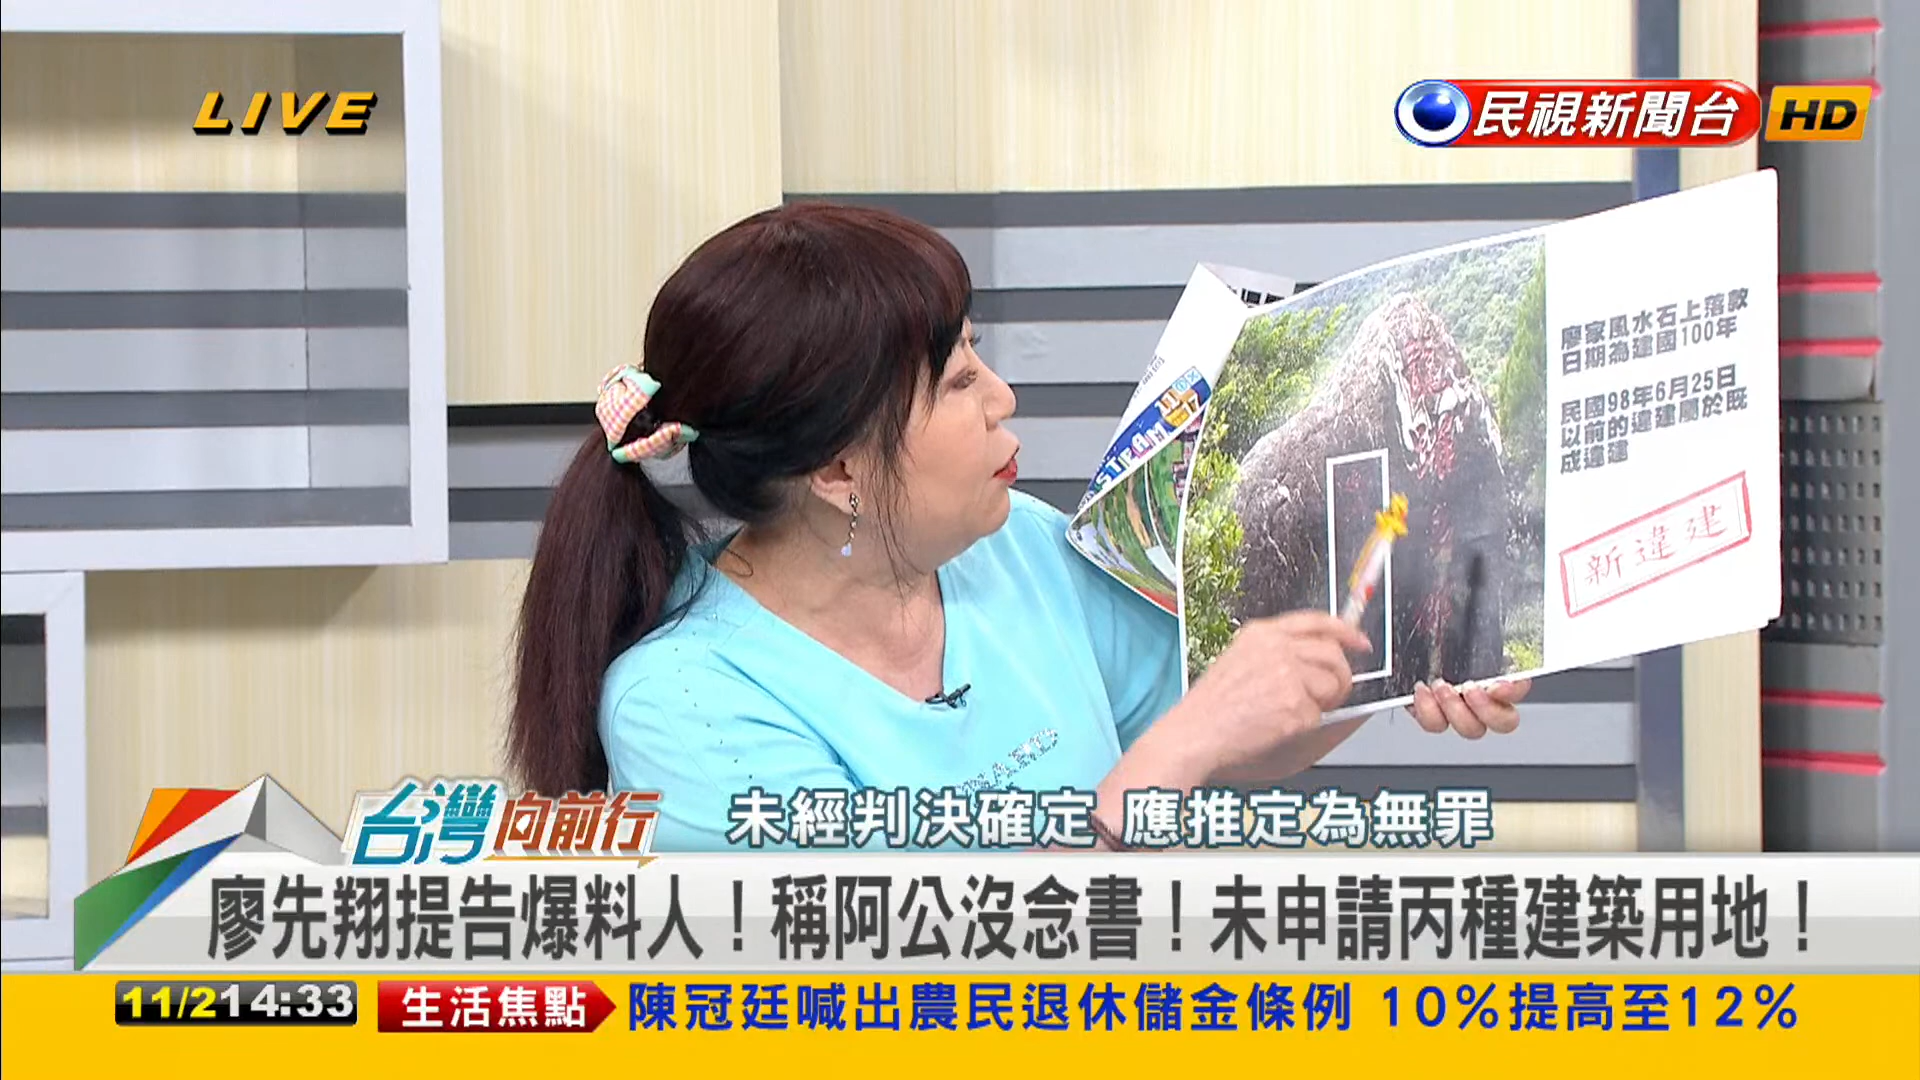 LIVE
民視新聞台 HD
廖家風水石上落款
日期為建國100年
民國98年6月25日
以前的違建屬於既
成違建
新違建
台灣向前行
未經判決確定 應推定為無罪
廖先翔提告爆料人！稱阿公沒念書！未申請丙種建築用地！
11/2 14:33 生活焦點 陳冠廷喊出農民退休儲金條例 10%提高至12%